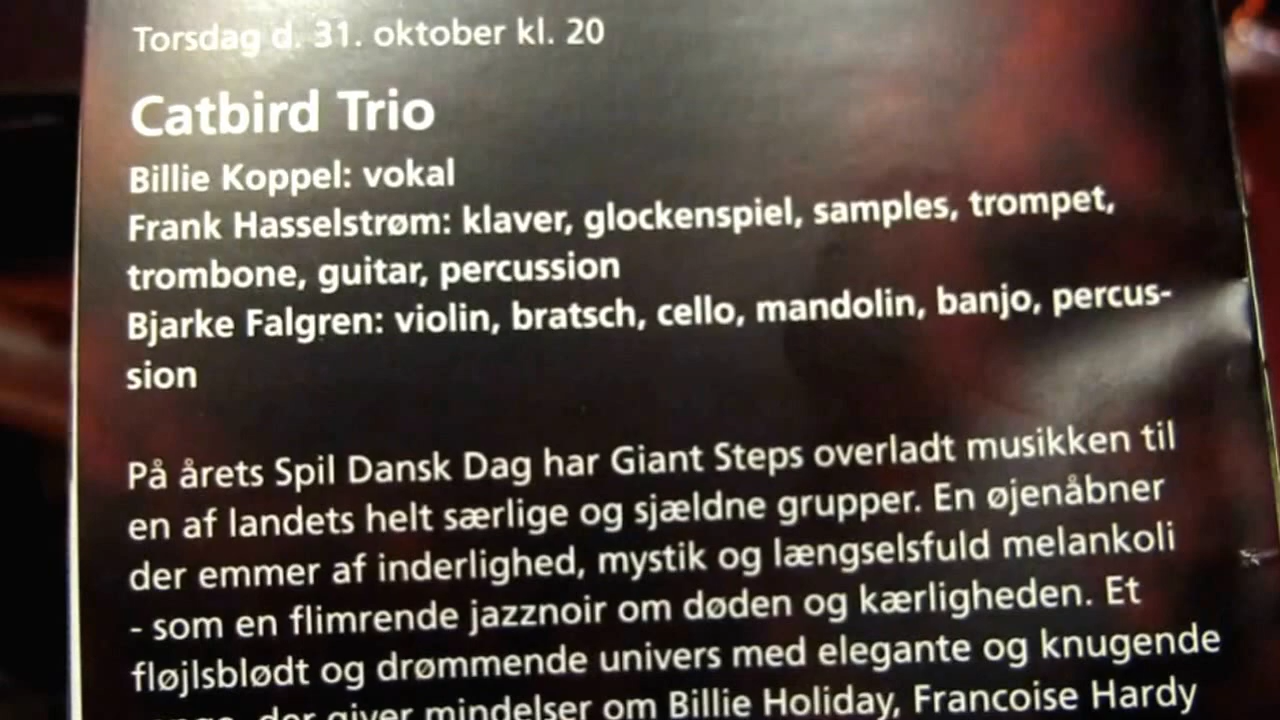 Torsdag d. 31. oktober kl. 20
Catbird Trio
Billie Koppel: vokal
Frank Hasselstrøm: klaver, glockenspiel, samples, trompet,
trombone, guitar, percussion
Bjarke Falgren: violin, bratsch, cello, mandolin, banjo, percus-
sion
På årets Spil Dansk Dag har Giant Steps overladt musikken til
en af landets helt særlige og sjældne grupper. En øjenåbner
der emmer af inderlighed, mystik og længselsfuld melankoli
- som en flimrende jazznoir om døden og kærligheden. Et
fløjlsblødt og drømmende univers med elegante og knugende
der giver mindelser om Billie Holiday, Francoise Hardy